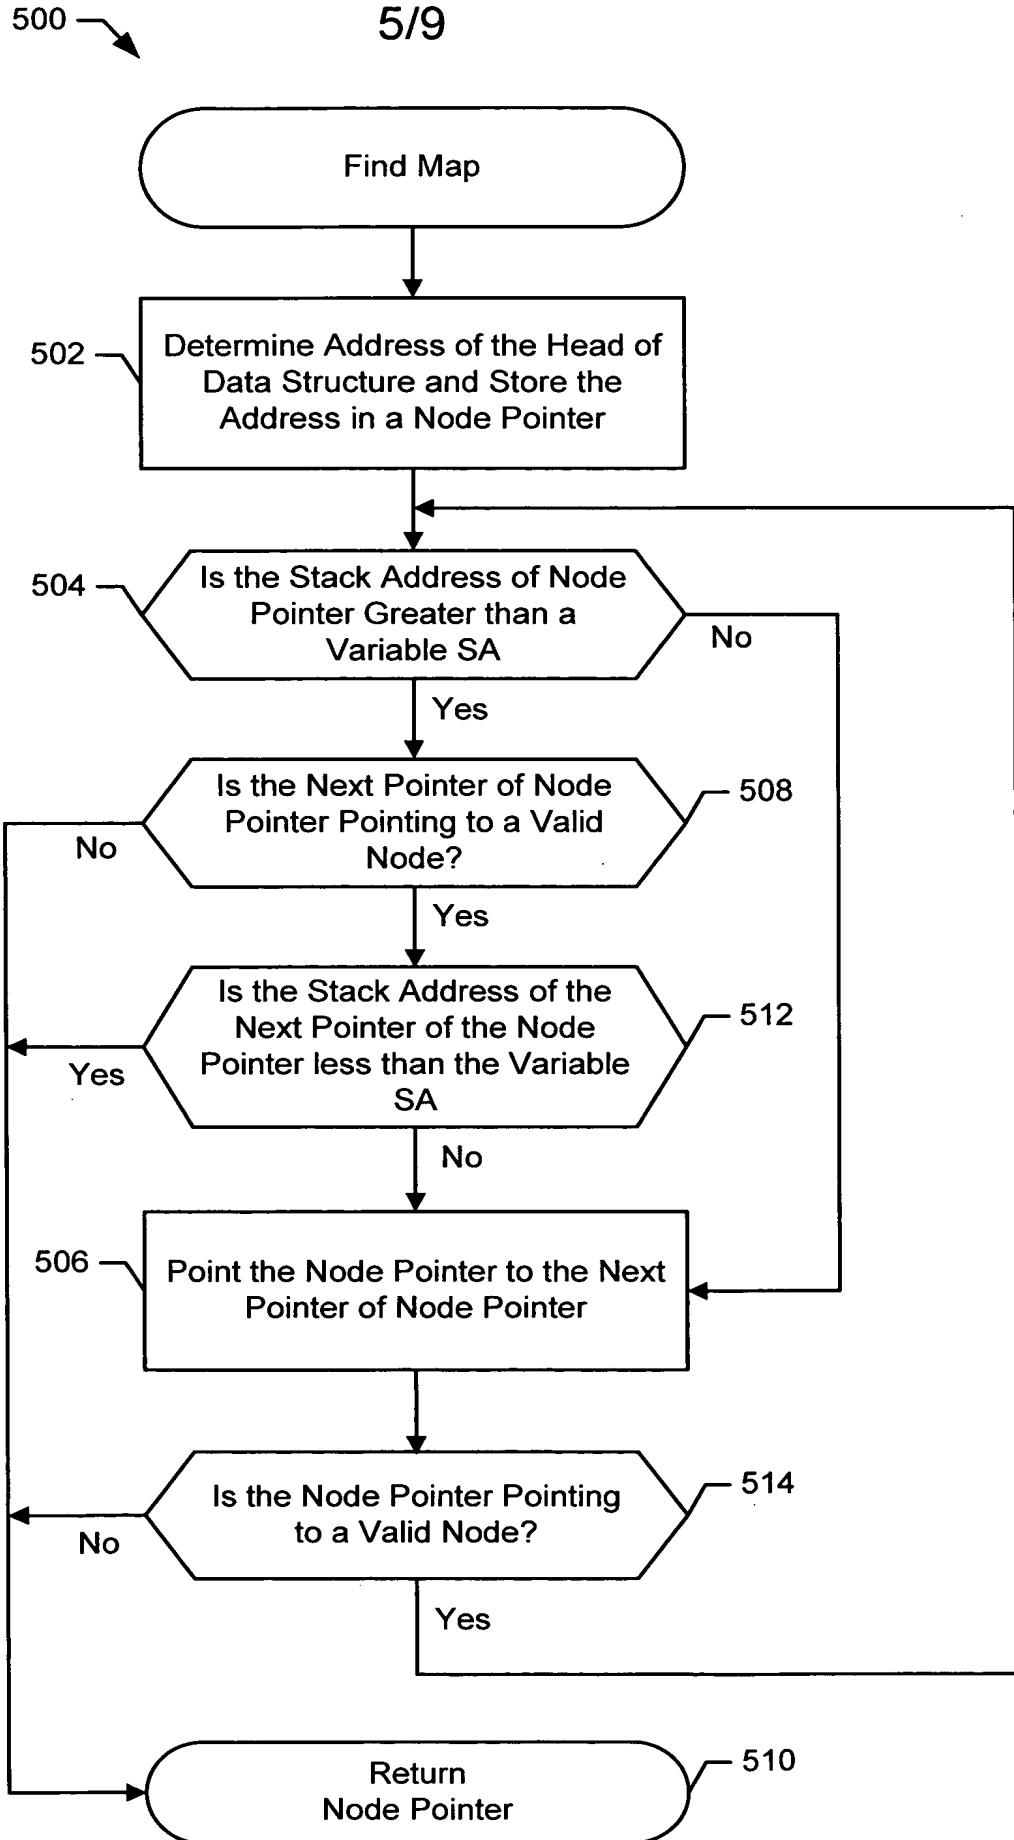 500
5/9
Find Map
502
Determine Address of the Head of
Data Structure and Store the
Address in a Node Pointer
504
Is the Stack Address of Node
Pointer Greater than a
Variable SA
No
Yes
Is the Next Pointer of Node
Pointer Pointing to a Valid
Node?
508
No
Yes
Is the Stack Address of the
Next Pointer of the Node
Pointer less than the Variable
SA
512
Yes
No
506
Point the Node Pointer to the Next
Pointer of Node Pointer
Is the Node Pointer Pointing
to a Valid Node?
514
No
Yes
Return
Node Pointer
510